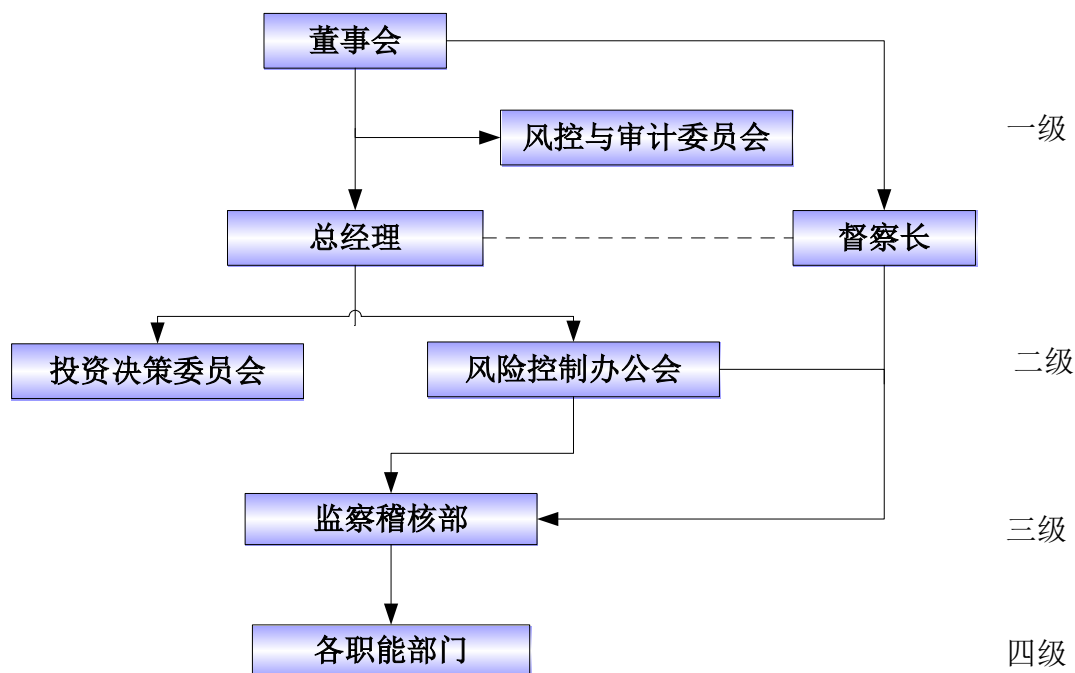 董事会
风控与审计委员会
一级
总经理
督察长
投资决策委员会
风险控制办公会
二级
监察稽核部
三级
各职能部门
四级